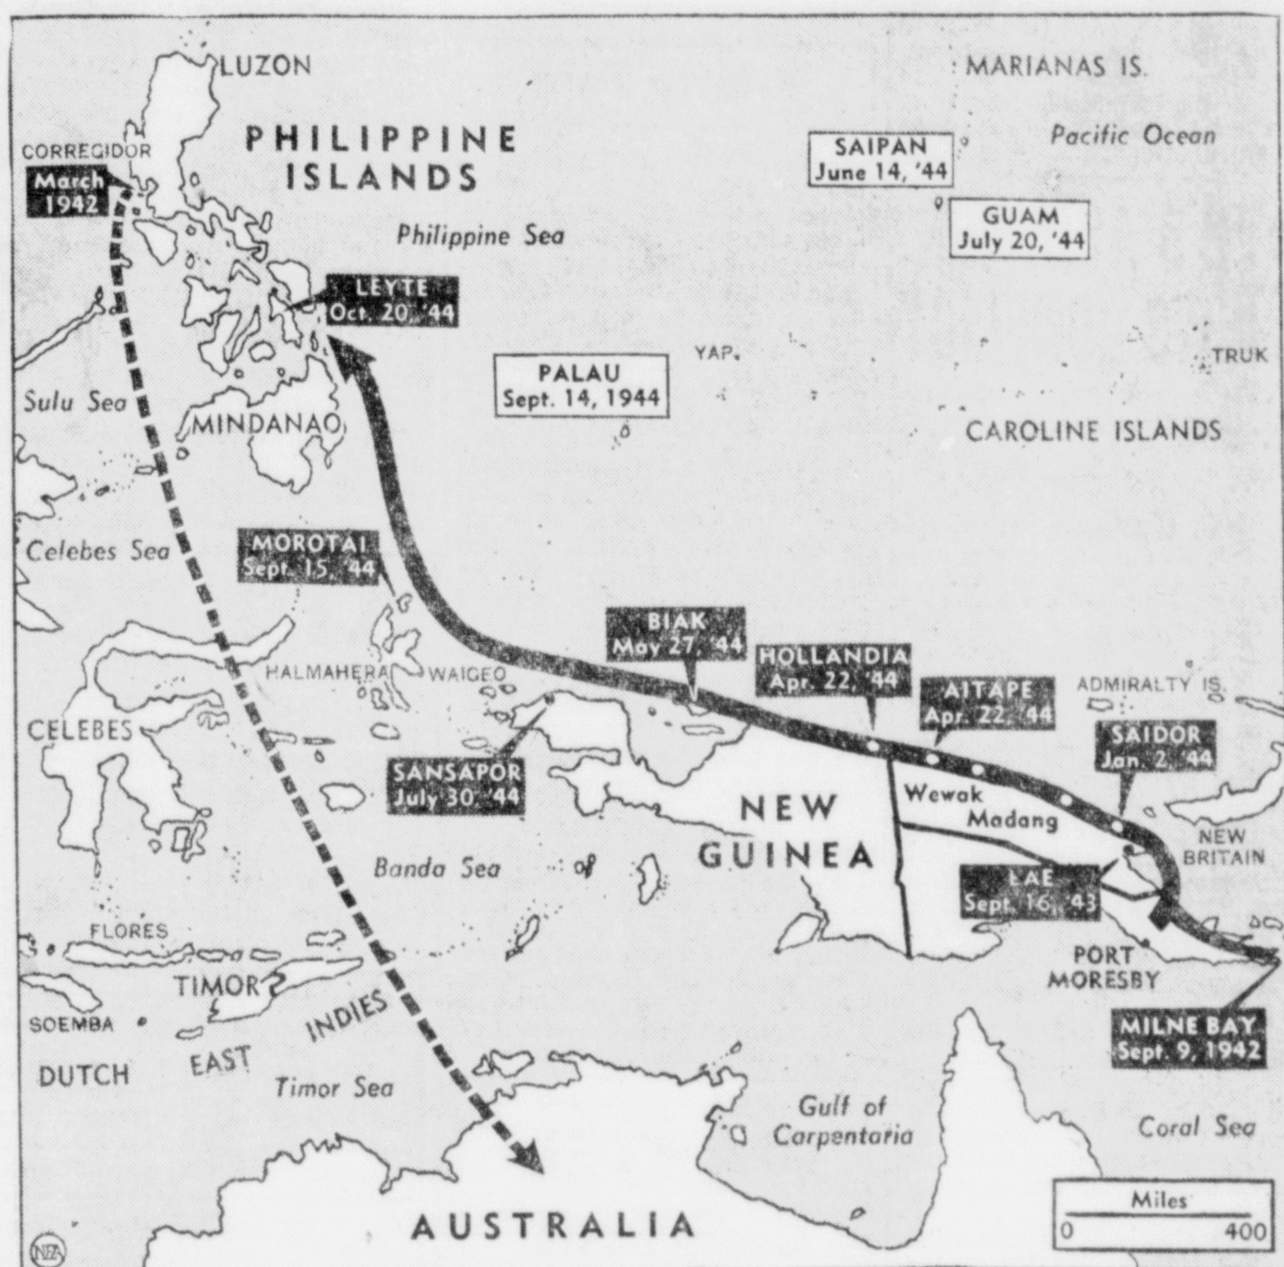 LUZON
MARIANAS IS.
PHILIPPINE
ISLANDS
Pacific Ocean
CORREGIDOR
March
1942
SAIPAN
June 14, '44
GUAM
July 20, '44
Philippine Sea
LEYTE
Oct. 20, '44
YAP
TRUK
PALAU
Sept. 14, 1944
Sulu Sea
MINDANAO
CAROLINE ISLANDS
MOROTAI
Sept. 15, '44
Celebes Sea
BIAK
May 27, '44
HOLLANDIA
Apr. 22, '44
HALMAHERA
WAIGEO
AITAPE
Apr. 22, '44
ADMIRALTY IS.
CELEBES
SAIDOR
Jan. 2, '44
SANSAPOR
July 30, '44
NEW
GUINEA
Wewak
Madang
NEW
BRITAIN
Banda Sea
LAE
Sept. 16, '43
FLORES
PORT
MORESBY
TIMOR
SOEMBA
MILNE BAY
Sept. 9, 1942
DUTCH
EAST
INDIES
Timor Sea
Gulf of
Carpentaria
Coral Sea
AUSTRALIA
Miles
0 400
NEA